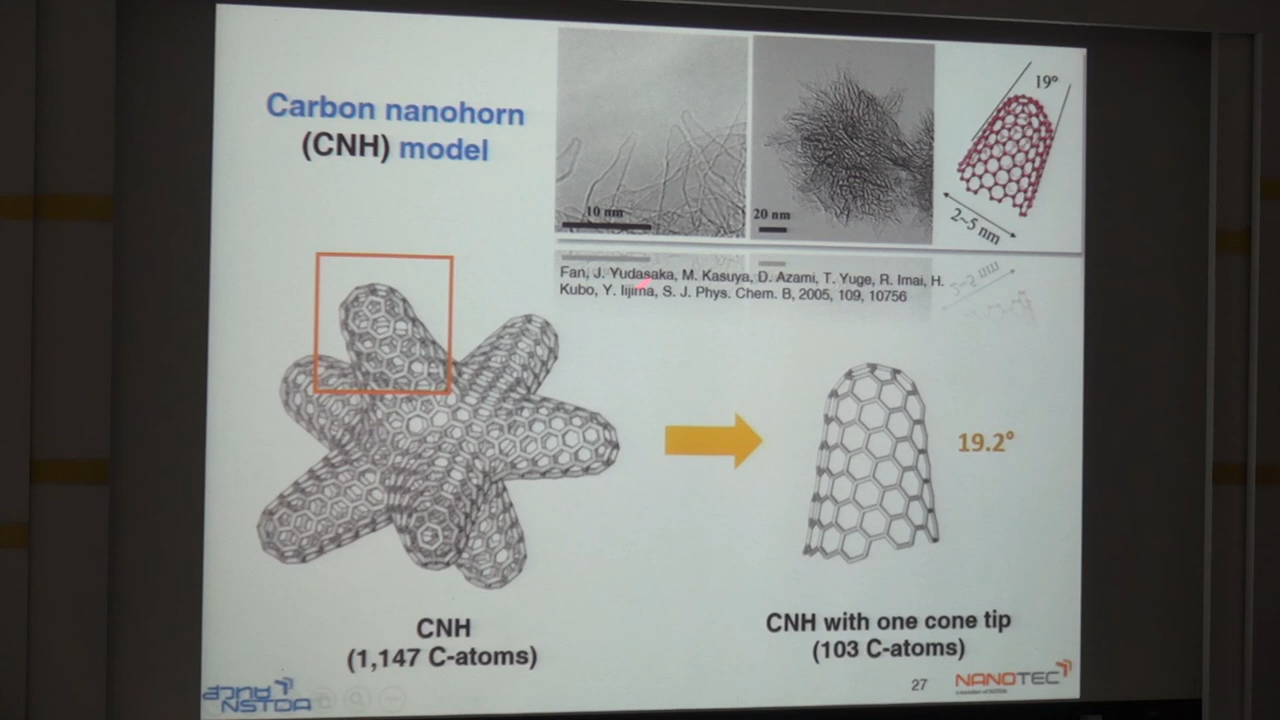 Carbon nanohorn
(CNH) model
10 nm
20 nm
19°
2~5 nm
Fan, J. Yudasaka, M. Kasuya, D. Azami, T. Yuge, R. Imai, H.
Kubo, Y. Iijima, S. J. Phys. Chem. B, 2005, 109, 10756
19.2°
CNH
(1,147 C-atoms)
CNH with one cone tip
(103 C-atoms)
NSTDA
27
NANOTEC